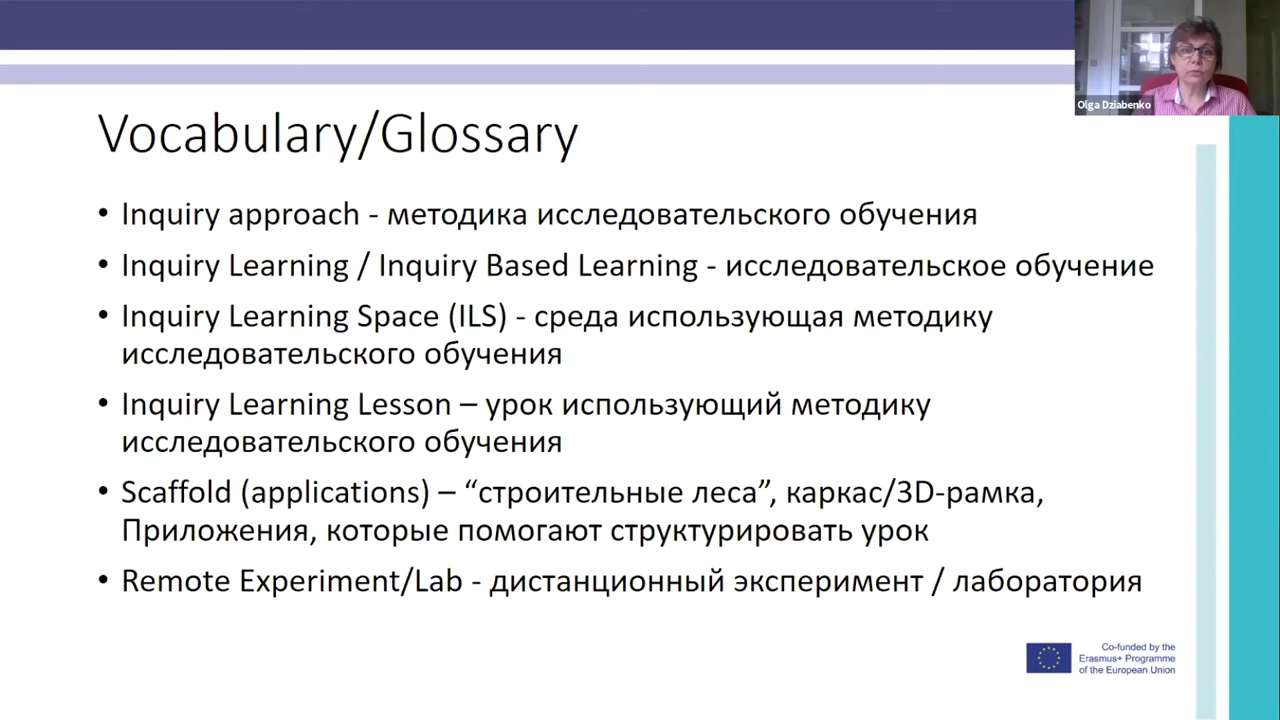 Olga Dziabenko
Vocabulary/Glossary
• Inquiry approach - методика исследовательского обучения
• Inquiry Learning / Inquiry Based Learning - исследовательское обучение
• Inquiry Learning Space (ILS) - среда использующая методику
исследовательского обучения
• Inquiry Learning Lesson – урок использующий методику
исследовательского обучения
• Scaffold (applications) – “строительные леса”, каркас/3D-рамка,
Приложения, которые помогают структурировать урок
• Remote Experiment/Lab - дистанционный эксперимент / лаборатория
Co-funded by the
Erasmus+ Programme
of the European Union